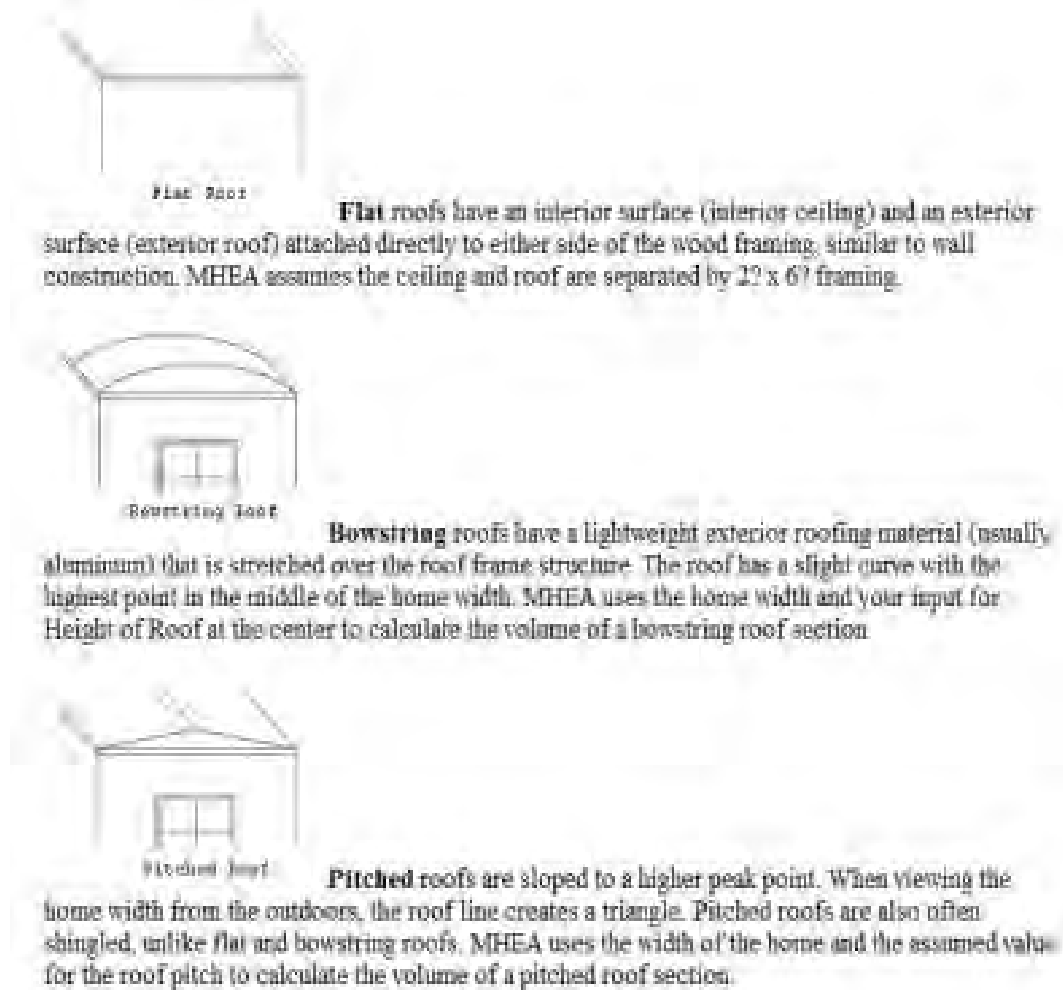 Flat Roof
Flat roofs have an interior surface (interior ceiling) and an exterior
surface (exterior roof) attached directly to either side of the wood framing, similar to wall
construction. MHEA assumes the ceiling and roof are separated by 2? x 6? framing.
Bowstring Roof
Bowstring roofs have a lightweight exterior roofing material (usually
aluminum) that is stretched over the roof frame structure. The roof has a slight curve with the
highest point in the middle of the home width. MHEA uses the home width and your input for
Height of Roof at the center to calculate the volume of a bowstring roof section
Pitched Roof
Pitched roofs are sloped to a higher peak point. When viewing the
home width from the outdoors, the roof line creates a triangle. Pitched roofs are also often
shingled, unlike flat and bowstring roofs. MHEA uses the width of the home and the assumed value
for the roof pitch to calculate the volume of a pitched roof section.